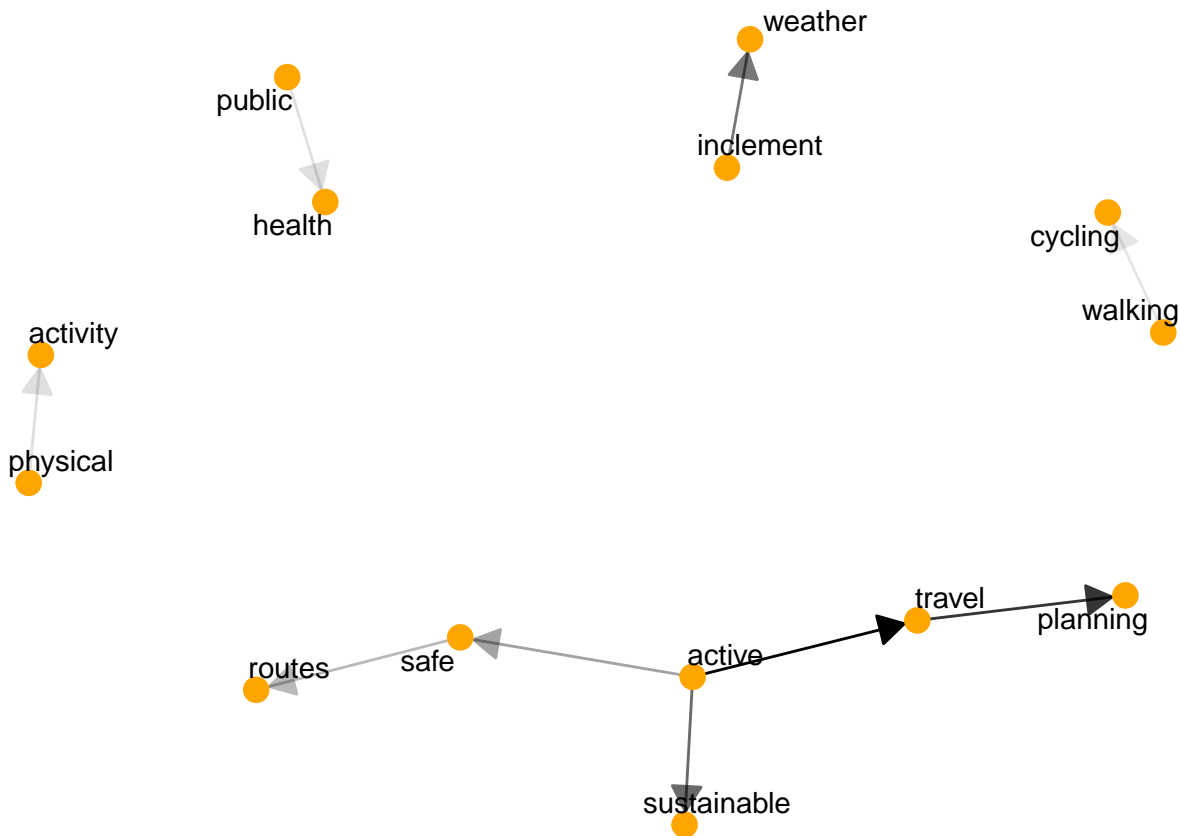 weather
public
inclement
health
cycling
walking
activity
physical
travel
planning
active
safe
routes
sustainable